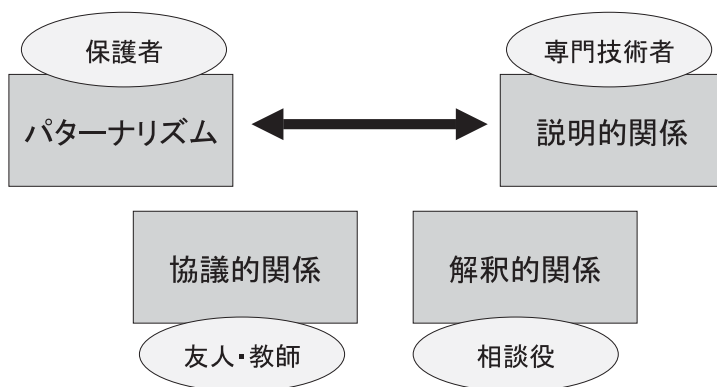 保護者
専門技術者
パターナリズム
説明的関係
協議的関係
解釈的関係
友人・教師
相談役